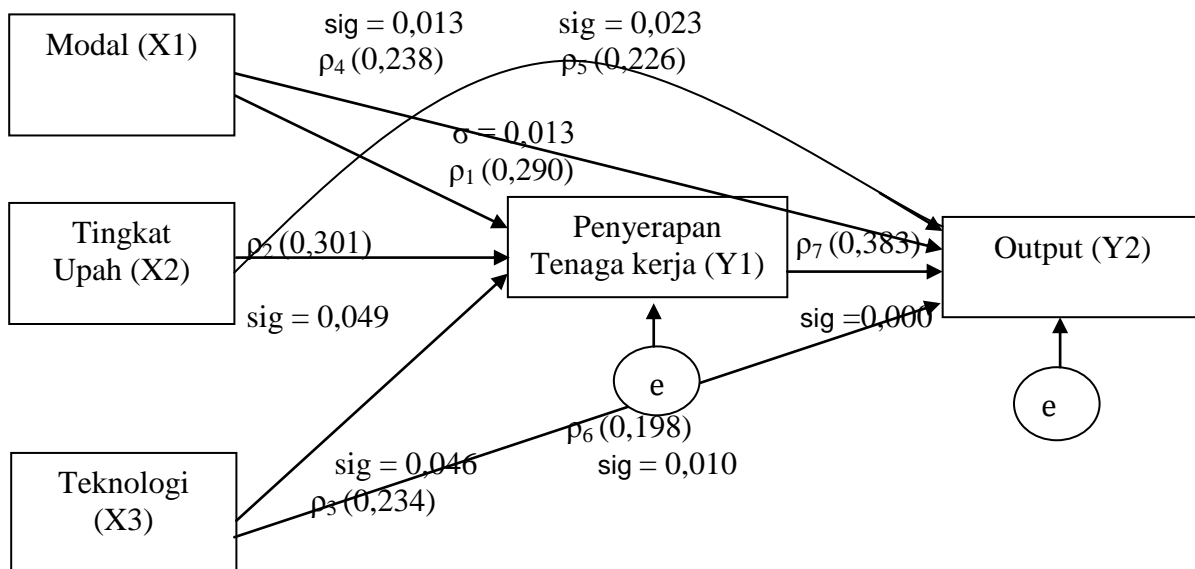 sig = 0,013
sig = 0,023
Modal (X1)
ρ4 (0,238)
ρ5 (0,226)
σ = 0,013
ρ1 (0,290)
Tingkat
Upah (X2)
ρ2 (0,301)
Penyerapan
Tenaga kerja (Y1)
ρ7 (0,383)
Output (Y2)
sig = 0,049
sig =0,000
e
e
ρ6 (0,198)
sig = 0,046
sig = 0,010
Teknologi
(X3)
ρ3 (0,234)